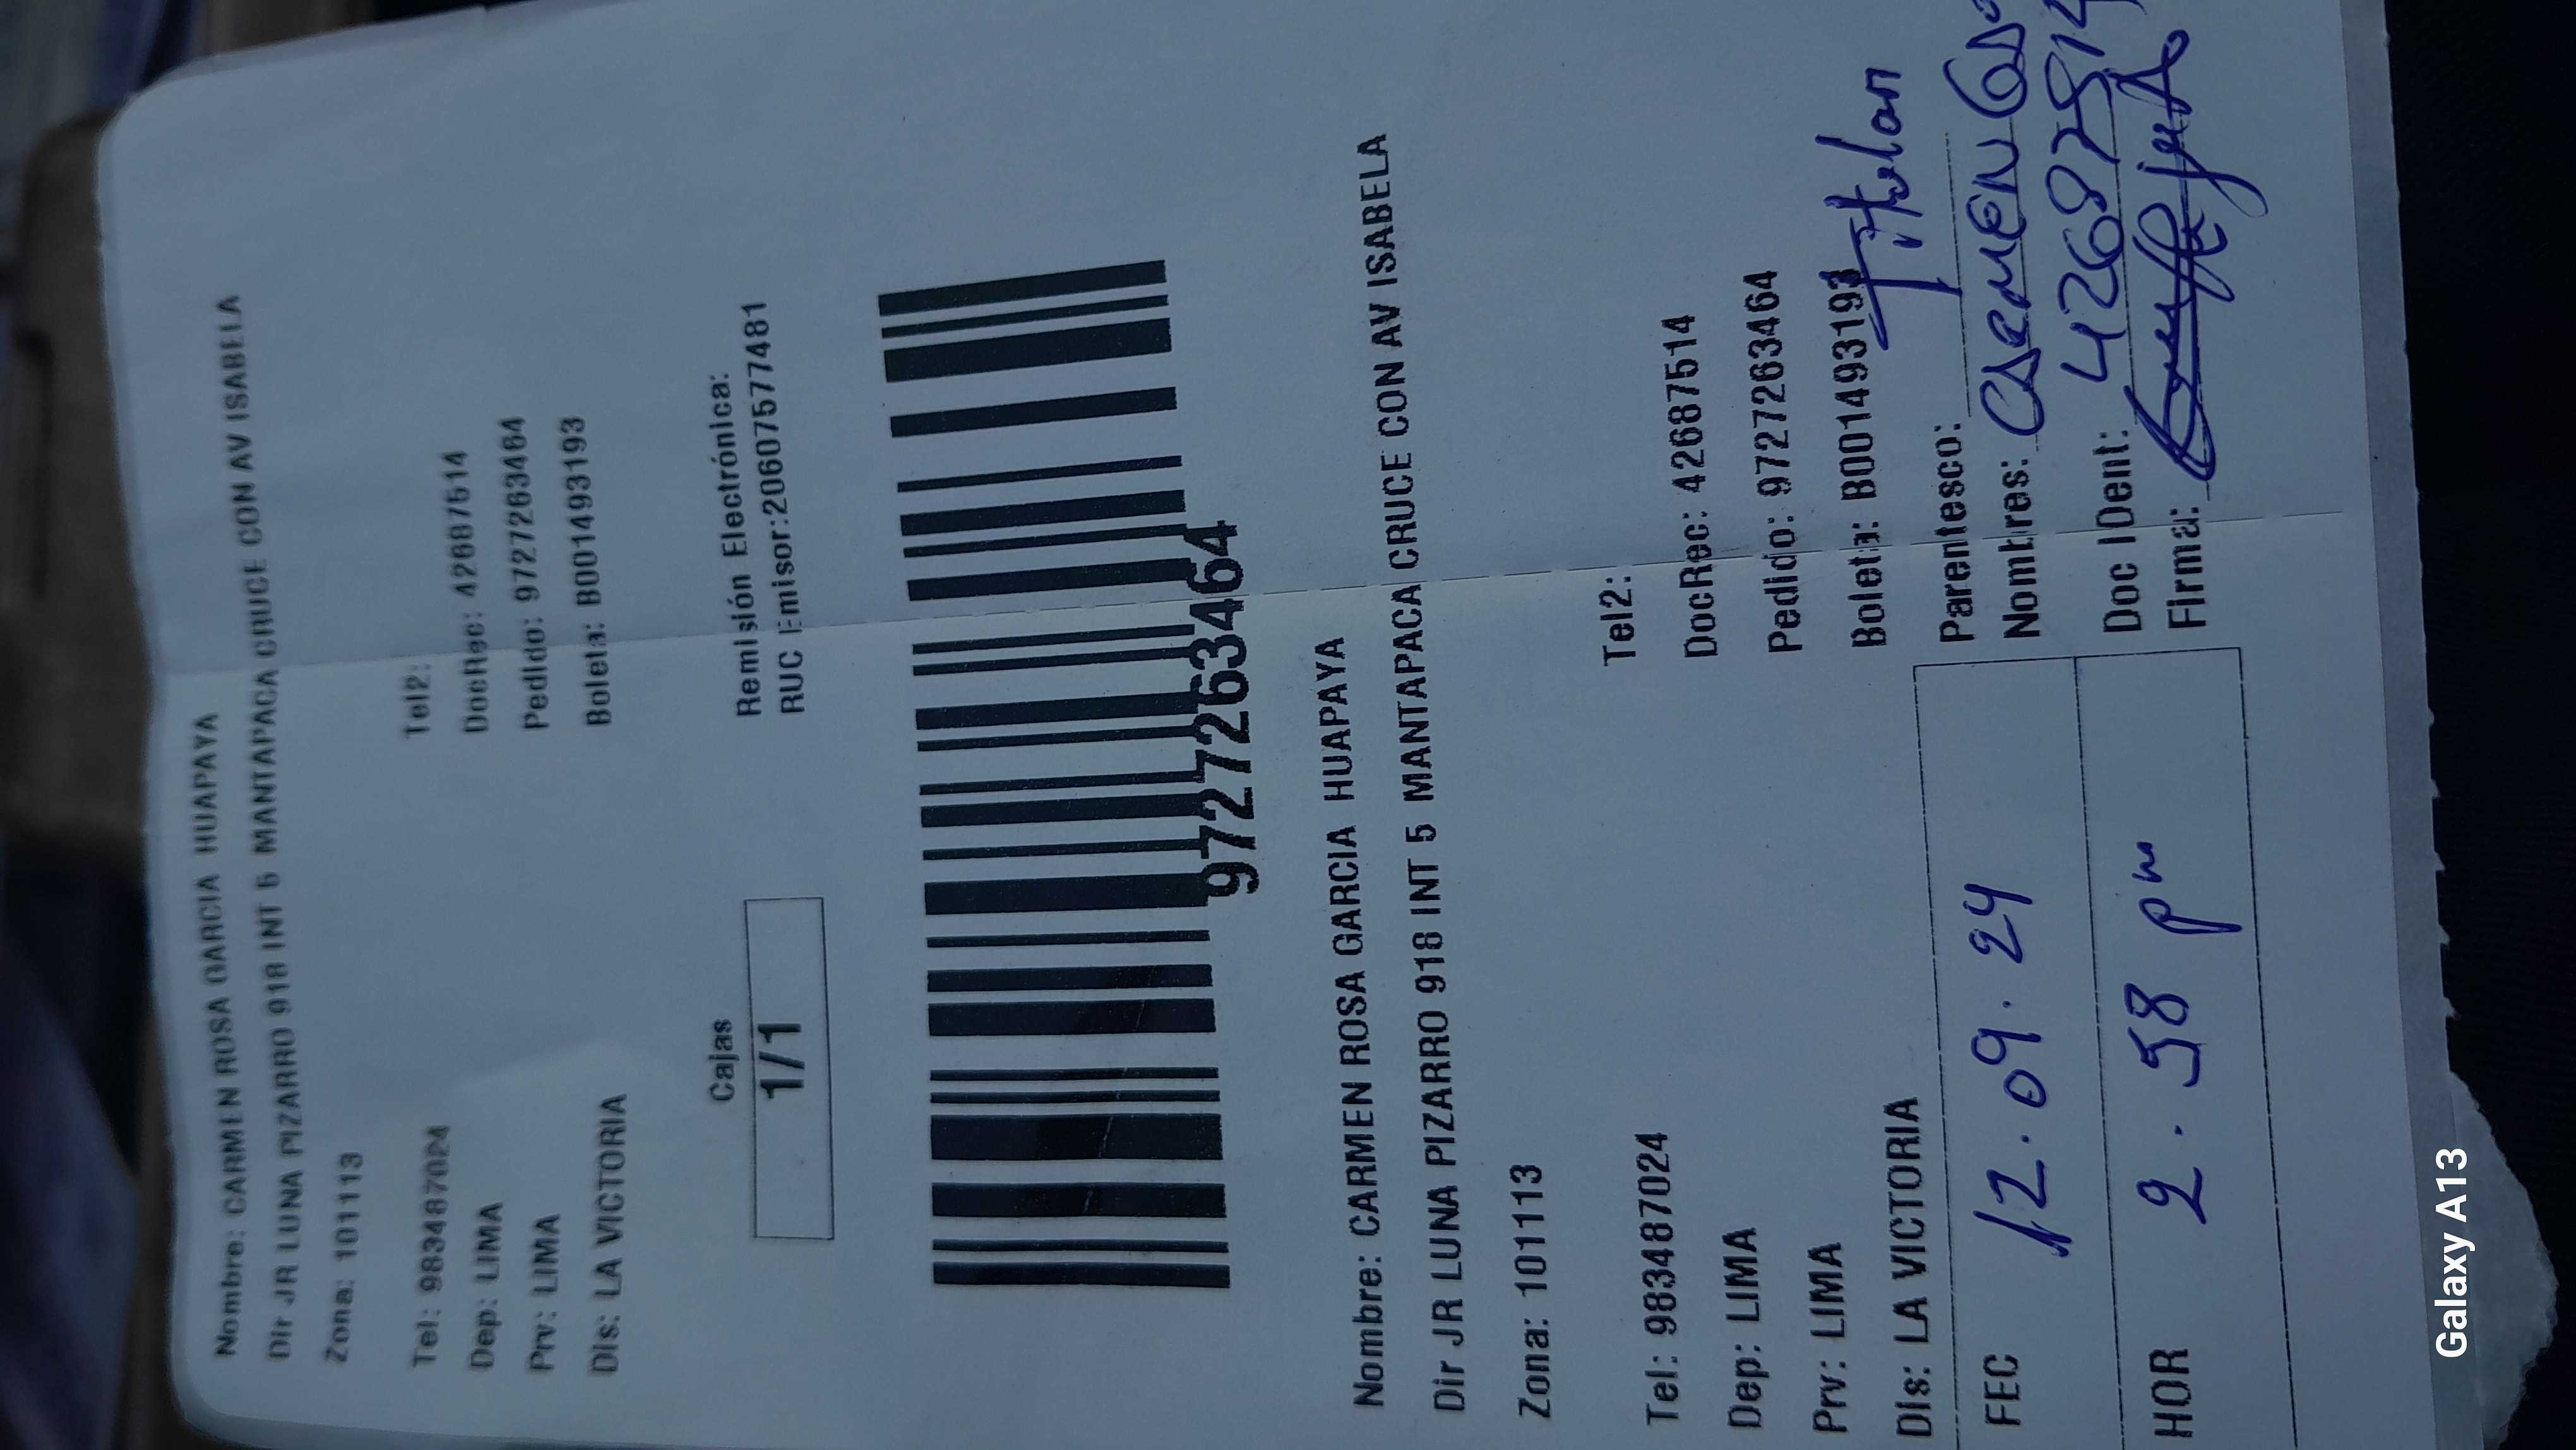 Nombre: CARMEN ROSA GARCIA HUAPAYA
Dir JR LUNA PIZARRO 918 INT 5 MANTAPACA CRUCE CON AV ISABELA
Zona: 101113
Tel: 983487024 Tel2:
Dep: LIMA DocRec: 42687514
Prv: LIMA Pedido: 9727263464
Dis: LA VICTORIA Boleta: B001493193
Cajas Remisión Electrónica:
1/1 RUC Emisor:20607577481
9727263464
Nombre: CARMEN ROSA GARCIA HUAPAYA
Dir JR LUNA PIZARRO 918 INT 5 MANTAPACA CRUCE CON AV ISABELA
Zona: 101113
Tel: 983487024 Tel2:
Dep: LIMA DocRec: 42687514
Prv: LIMA Pedido: 9727263464
Dis: LA VICTORIA Boleta: B001493193
Parentesco: Titular
FEC 12.09.24 Nombres: CARMEN
Doc IDent:
HOR 2.58 pm Firma:
Galaxy A13